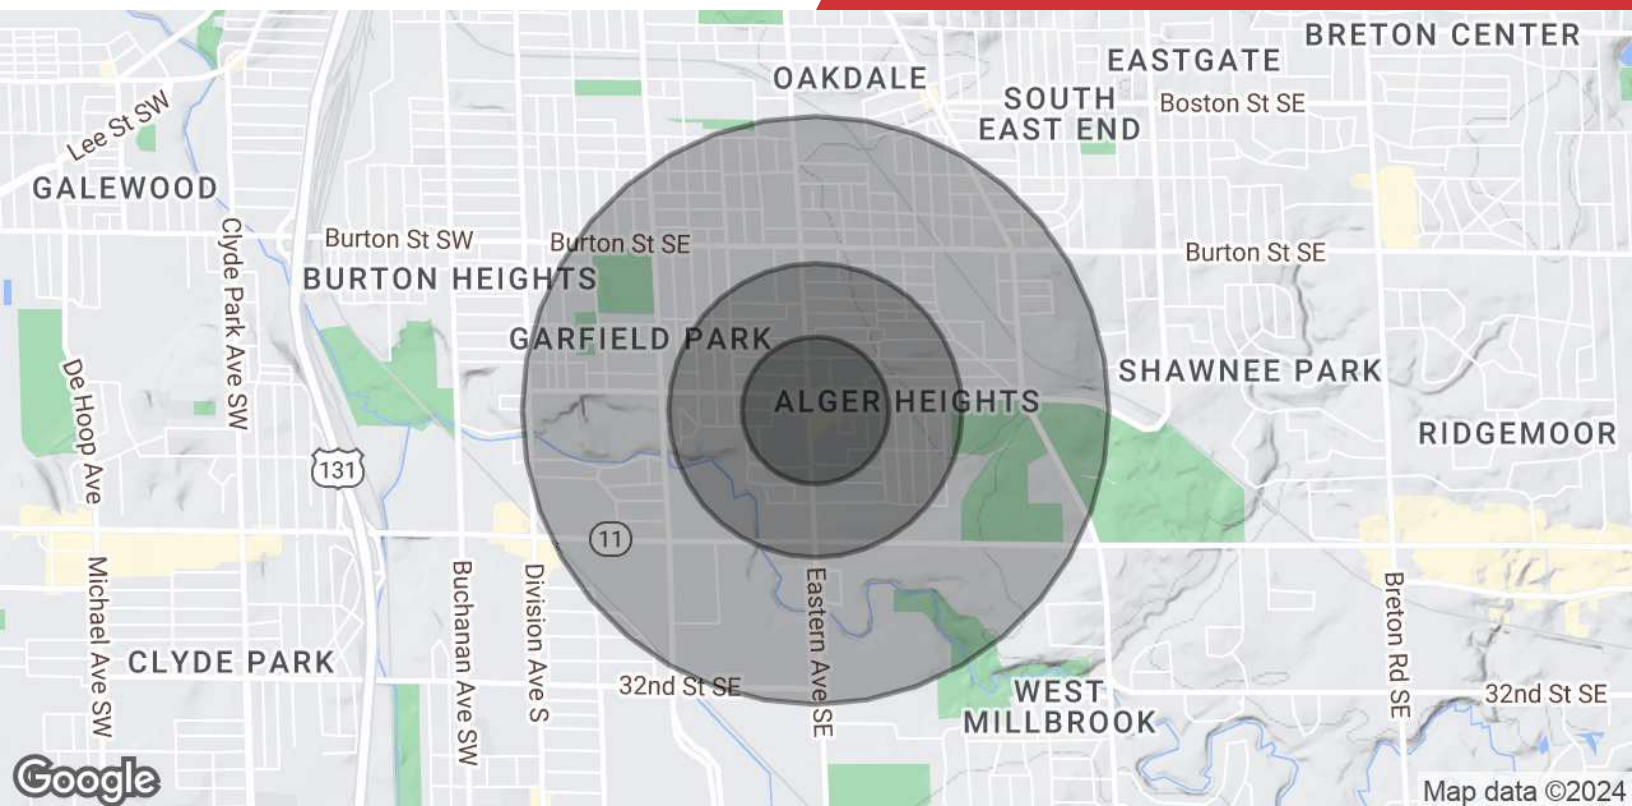 BRETON CENTER
EASTGATE
OAKDALE
SOUTH
EAST END
Boston St SE
Lee St SW
GALEWOOD
Burton St SW
Burton St SE
Burton St SE
BURTON HEIGHTS
Clyde Park Ave SW
GARFIELD PARK
SHAWNEE PARK
ALGER HEIGHTS
De Hoop Ave
RIDGEMOOR
131
11
Michael Ave SW
Buchanan Ave SW
Division Ave S
Eastern Ave SE
Breton Rd SE
CLYDE PARK
32nd St SE
32nd St SE
WEST
MILLBROOK
Google
Map data ©2024